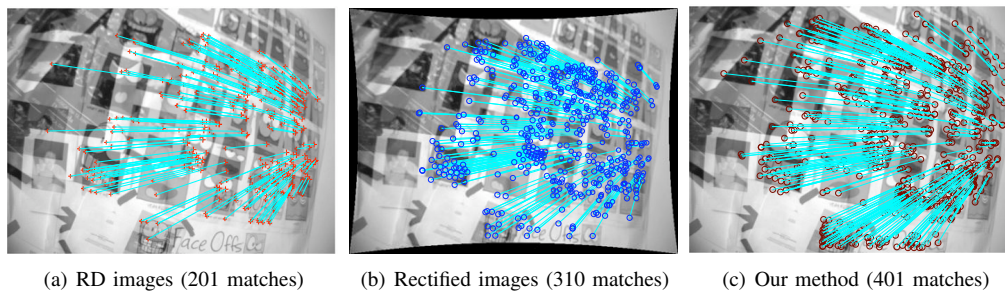 Face Offs
(a) RD images (201 matches)
(b) Rectified images (310 matches)
(c) Our method (401 matches)